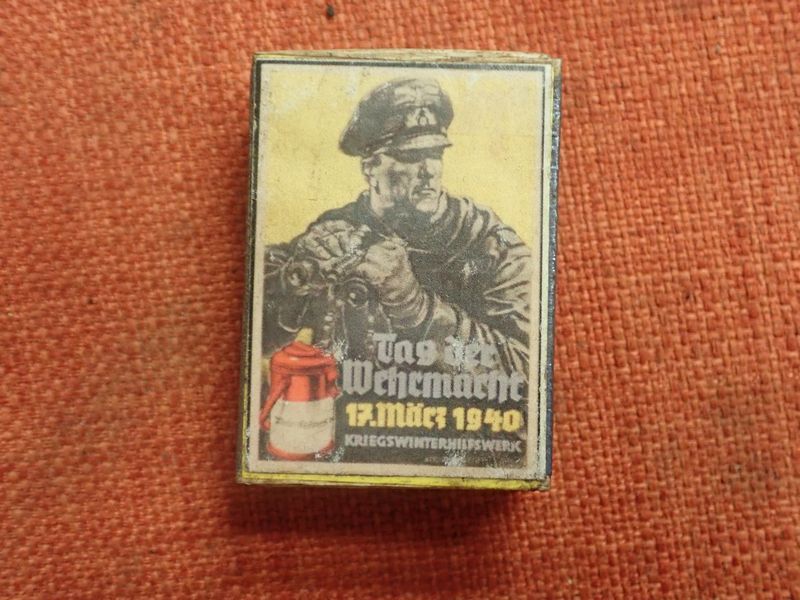 Tag der
Wehrmacht
17. März 1940
KRIEGSWINTERHILFSWERK